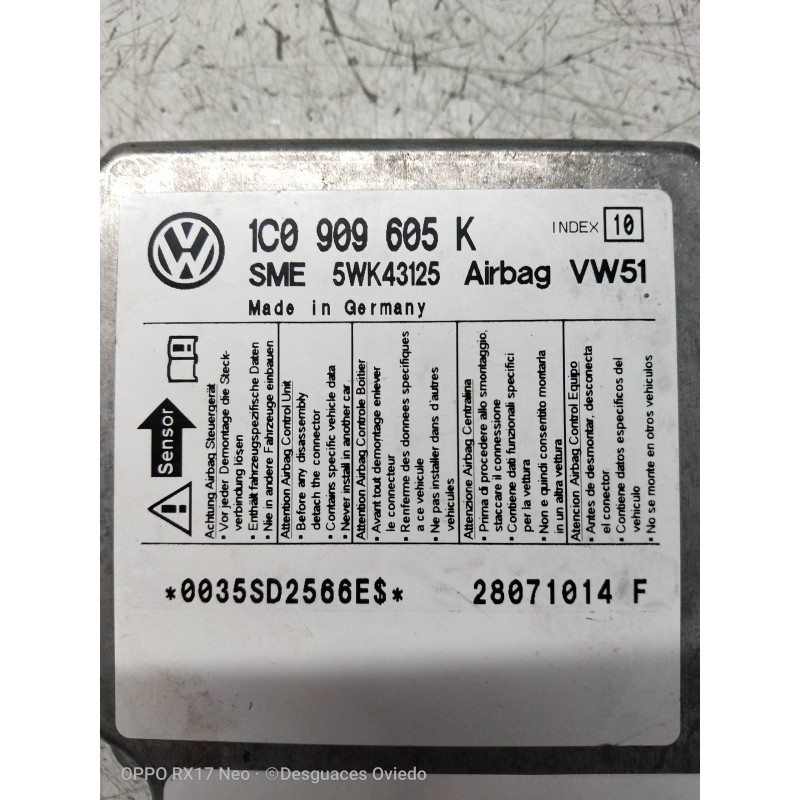 1C0 909 605 K
INDEX 10
SME 5WK43125 Airbag VW51
Made in Germany
Sensor
Achtung Airbag Steuergerät
• Vor jeder Demontage die Steck-
verbindung lösen
• Enthält fahrzeugspezifische Daten
• Nie in andere Fahrzeuge einbauen
Attention Airbag Control Unit
• Before any disassembly
detach the connector
• Contains specific vehicle data
• Never install in another car
Attention Airbag Controle Boitier
• Avant tout demontage enlever
le connecteur
• Renferme des donnees specifiques
a ce vehicule
• Ne pas installer dans d'autres
vehicules
Attenzione Airbag Centralina
• Prima di procedere allo smontaggio,
staccare il connessione
• Contiene dati funzionali specifici
per la vettura
• Non e quindi consentito montarla
in un altra vettura
Atencion Airbag Control Equipo
• Antes de desmontar, desconecta
el conector
• Contiene datos especificos del
vehiculo
• No se monte en otros vehiculos
*0035SD2566E$* 28071014 F
OPPO RX17 Neo · ©Desguaces Oviedo